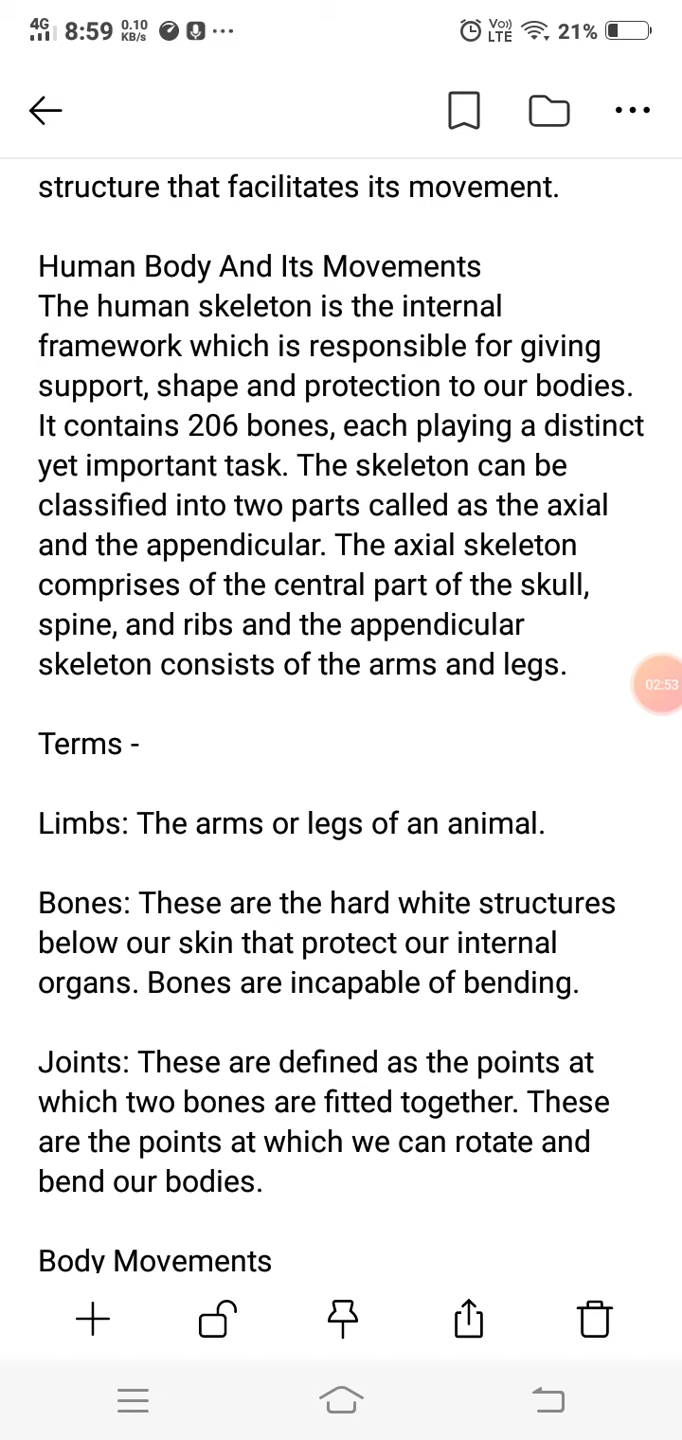 4G 8:59 0.10 KB/s ... Vo)) LTE 21%
...
structure that facilitates its movement.
Human Body And Its Movements
The human skeleton is the internal
framework which is responsible for giving
support, shape and protection to our bodies.
It contains 206 bones, each playing a distinct
yet important task. The skeleton can be
classified into two parts called as the axial
and the appendicular. The axial skeleton
comprises of the central part of the skull,
spine, and ribs and the appendicular
skeleton consists of the arms and legs.
02:53
Terms -
Limbs: The arms or legs of an animal.
Bones: These are the hard white structures
below our skin that protect our internal
organs. Bones are incapable of bending.
Joints: These are defined as the points at
which two bones are fitted together. These
are the points at which we can rotate and
bend our bodies.
Body Movements